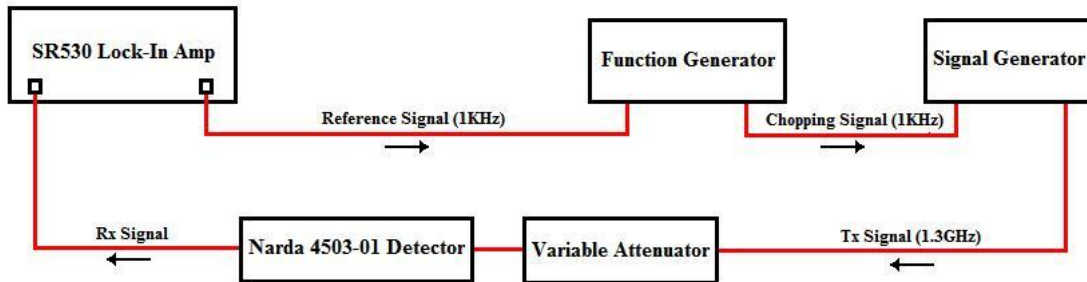 SR530 Lock-In Amp
Function Generator
Signal Generator
Reference Signal (1KHz)
Chopping Signal (1KHz)
Rx Signal
Narda 4503-01 Detector
Variable Attenuator
Tx Signal (1.3GHz)